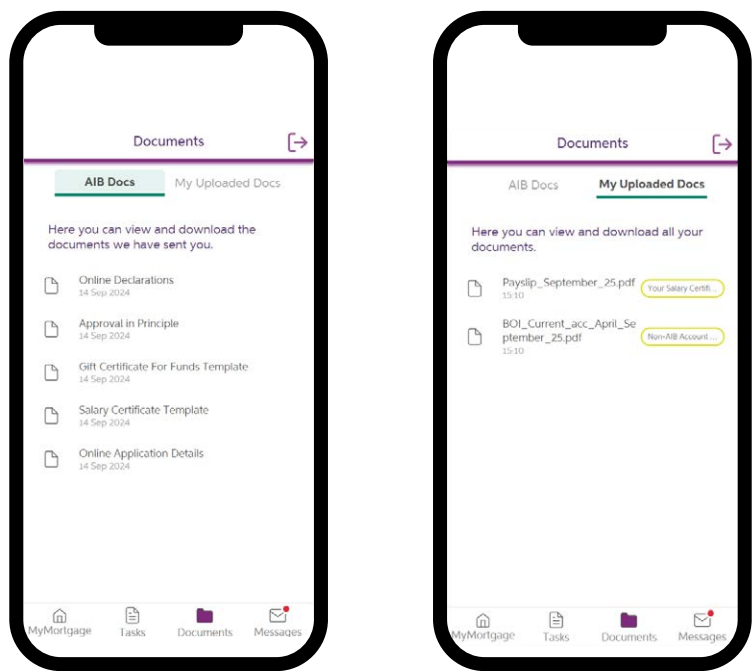 Documents
AIB Docs
My Uploaded Docs
Here you can view and download the
documents we have sent you.
Online Declarations
14 Sep 2024
Approval in Principle
14 Sep 2024
Gift Certificate For Funds Template
14 Sep 2024
Salary Certificate Template
14 Sep 2024
Online Application Details
14 Sep 2024
MyMortgage
Tasks
Documents
Messages
Documents
AIB Docs
My Uploaded Docs
Here you can view and download all your
documents.
Payslip_September_25.pdf
15:10
Your Salary Certifi...
BOI_Current_acc_April_Se
ptember_25.pdf
15:10
Non-AIB Account ...
MyMortgage
Tasks
Documents
Messages